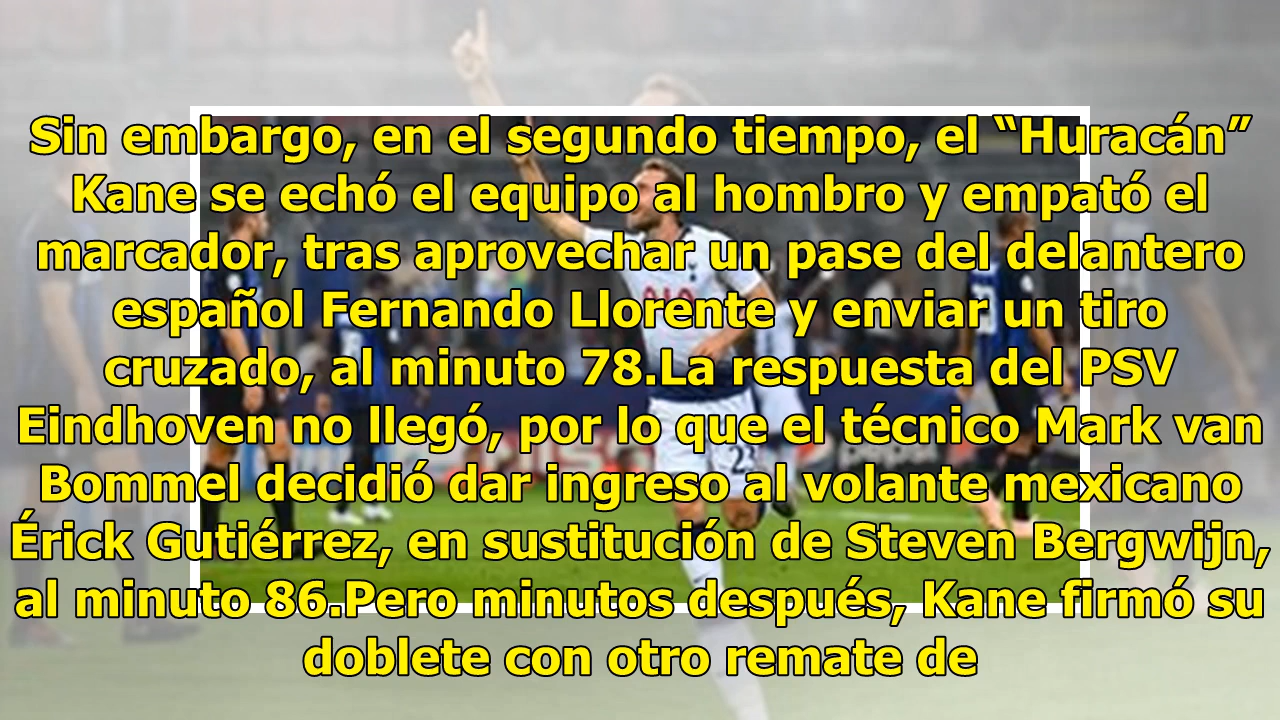 Sin embargo, en el segundo tiempo, el “Huracán”
Kane se echó el equipo al hombro y empató el
marcador, tras aprovechar un pase del delantero
español Fernando Llorente y enviar un tiro
cruzado, al minuto 78.La respuesta del PSV
Eindhoven no llegó, por lo que el técnico Mark van
Bommel decidió dar ingreso al volante mexicano
Érick Gutiérrez, en sustitución de Steven Bergwijn,
al minuto 86.Pero minutos después, Kane firmó su
doblete con otro remate de
AIA
pepsi
23